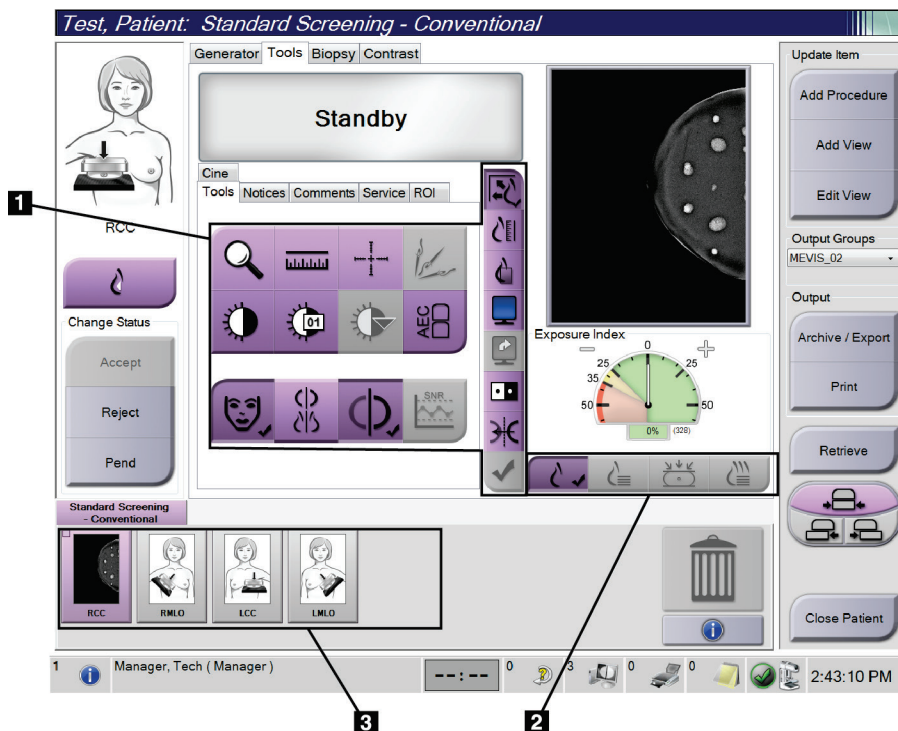 Test, Patient:  Standard Screening - Conventional
Generator Tools Biopsy Contrast
Standby
Cine
Tools Notices Comments Service ROI
1
RCC
01
AEC
SNR
Change Status
Accept
Reject
Pend
Exposure Index
0
25 25
35
50 50
0% (328)
Update Item
Add Procedure
Add View
Edit View
Output Groups
MEVIS_02
Output
Archive / Export
Print
Retrieve
Close Patient
Standard Screening
- Conventional
RCC RMLO LCC LMLO
1 Manager, Tech ( Manager ) --:-- 0 3 0 0 2:43:10 PM
3 2